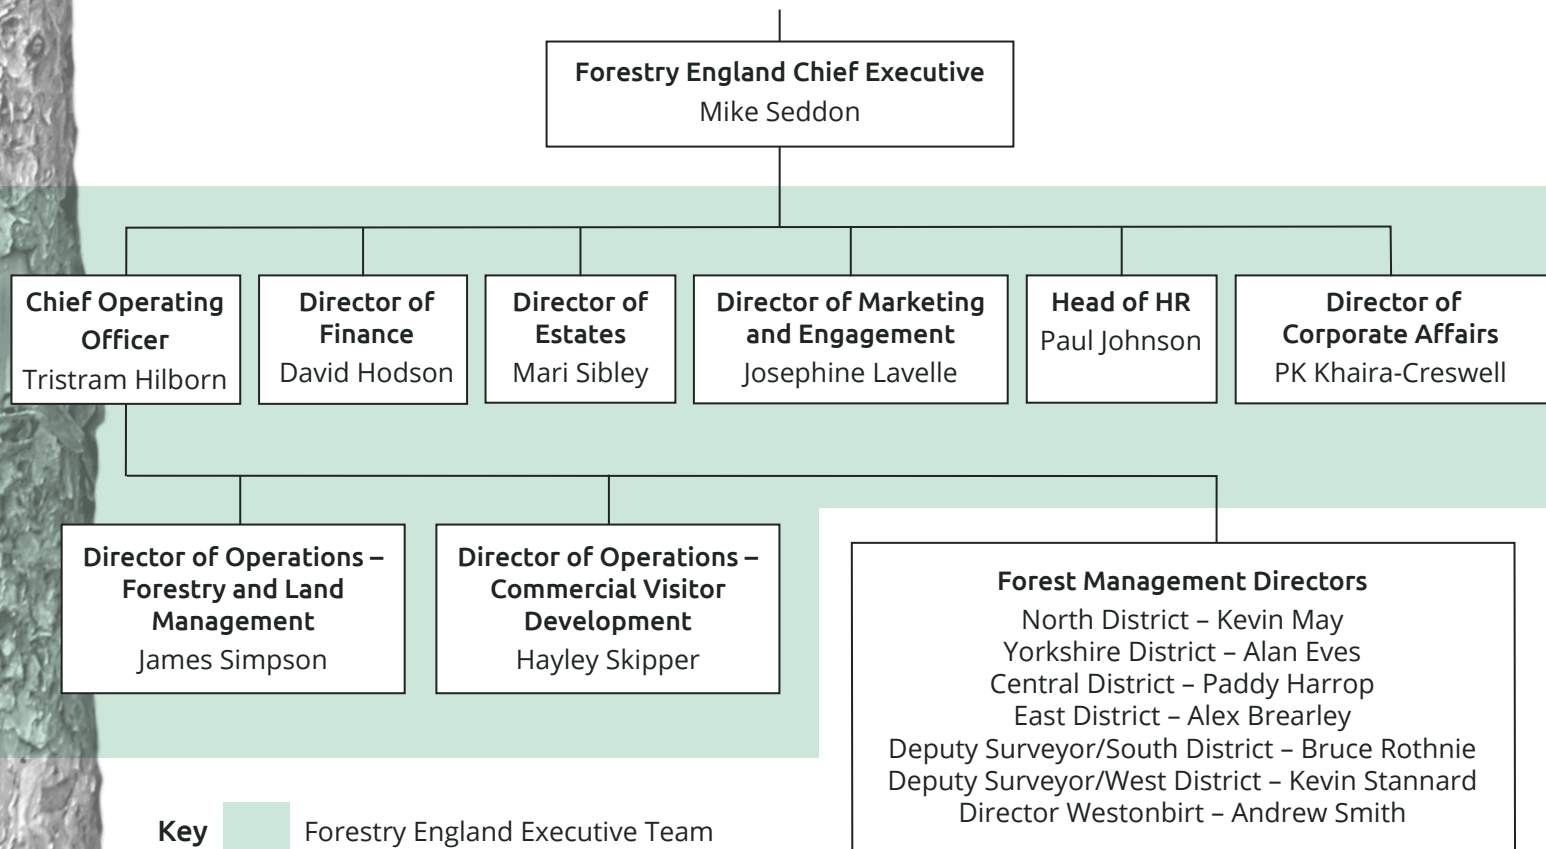 Forestry England Chief Executive
Mike Seddon
Chief Operating
Officer
Tristram Hilborn
Director of
Finance
David Hodson
Director of
Estates
Mari Sibley
Director of Marketing
and Engagement
Josephine Lavelle
Head of HR
Paul Johnson
Director of
Corporate Affairs
PK Khaira-Creswell
Director of Operations –
Forestry and Land
Management
James Simpson
Director of Operations –
Commercial Visitor
Development
Hayley Skipper
Forest Management Directors
North District – Kevin May
Yorkshire District – Alan Eves
Central District – Paddy Harrop
East District – Alex Brearley
Deputy Surveyor/South District – Bruce Rothnie
Deputy Surveyor/West District – Kevin Stannard
Director Westonbirt – Andrew Smith
Key Forestry England Executive Team